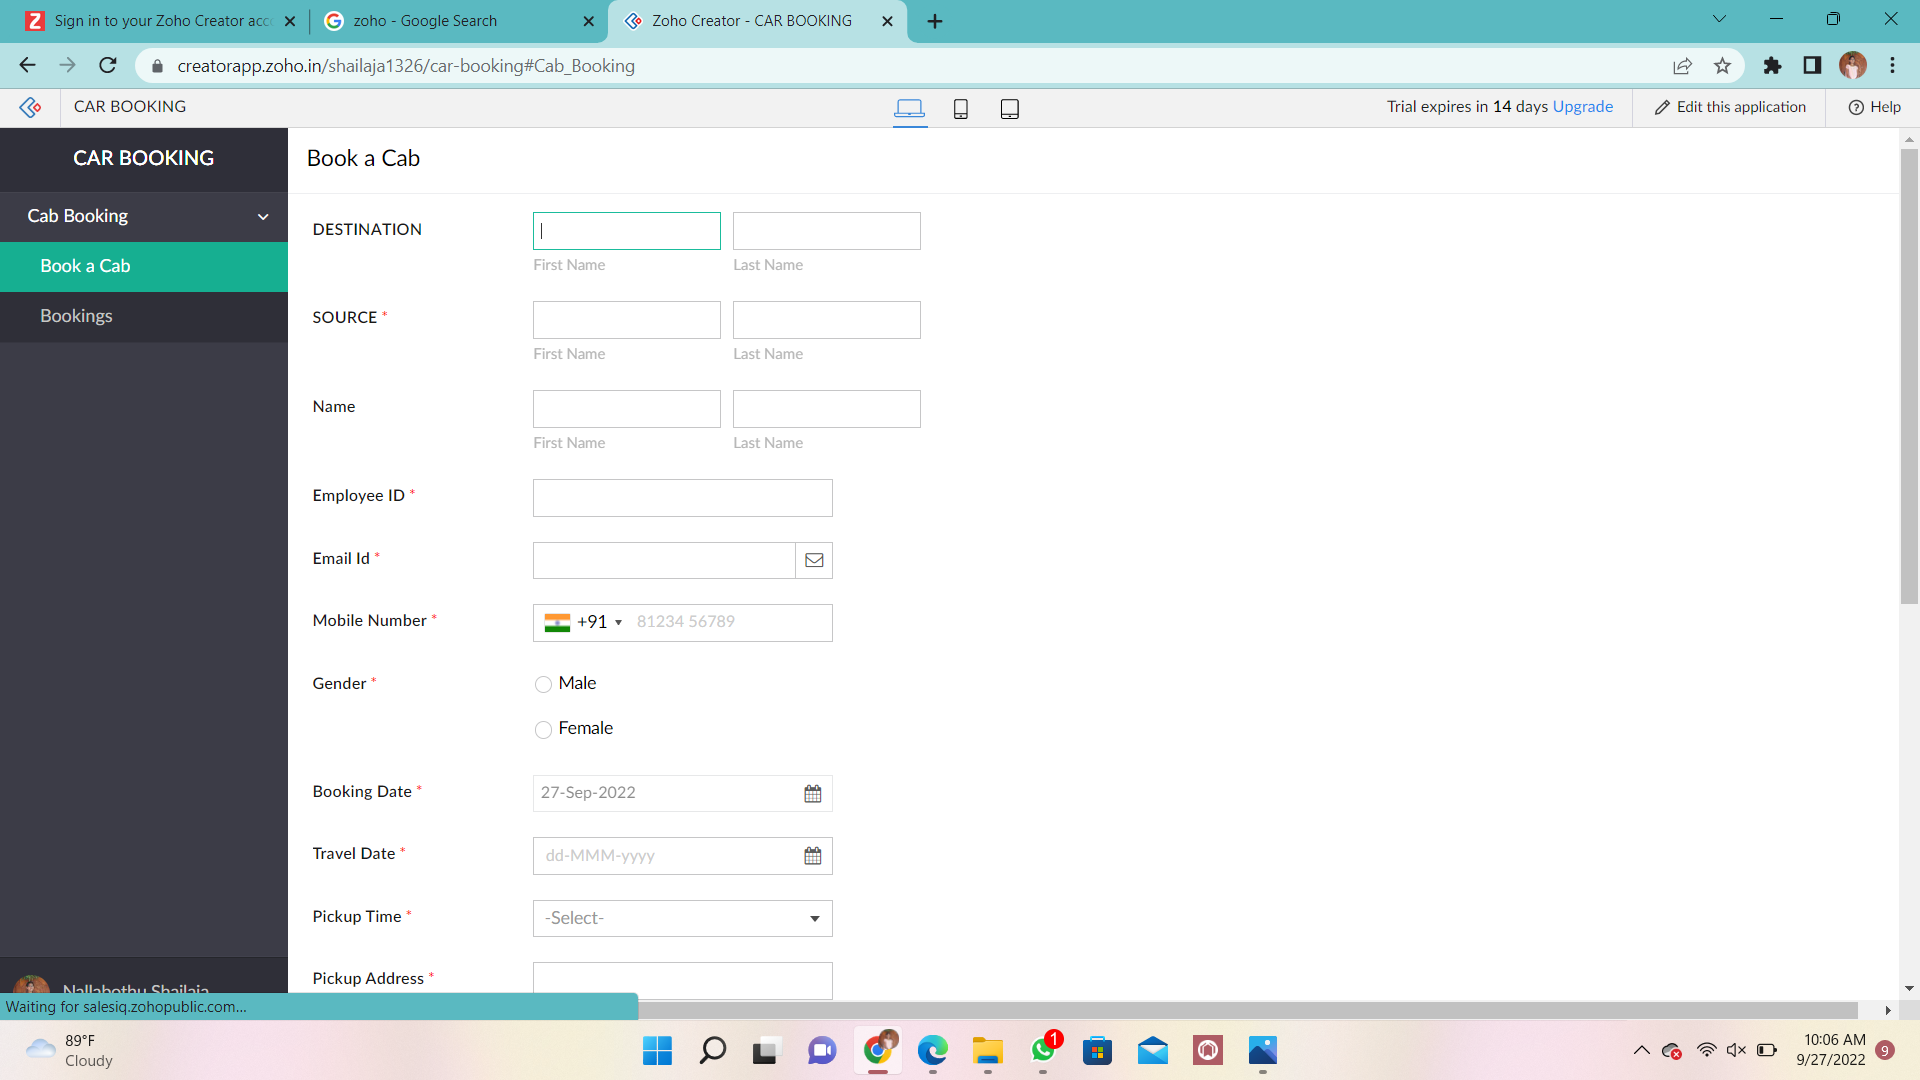 Sign in to your Zoho Creator acc
zoho - Google Search
Zoho Creator - CAR BOOKING
creatorapp.zoho.in/shailaja1326/car-booking#Cab_Booking
CAR BOOKING
Trial expires in 14 days Upgrade
Edit this application
Help
CAR BOOKING
Cab Booking
Book a Cab
Bookings
Book a Cab
DESTINATION
First Name
Last Name
SOURCE *
First Name
Last Name
Name
First Name
Last Name
Employee ID *
Email Id *
Mobile Number *
+91
81234 56789
Gender *
Male
Female
Booking Date *
27-Sep-2022
Travel Date *
dd-MMM-yyyy
Pickup Time *
-Select-
Pickup Address *
Nallabothu Shailaja
Waiting for salesiq.zohopublic.com...
89°F
Cloudy
1
10:06 AM
9/27/2022
9